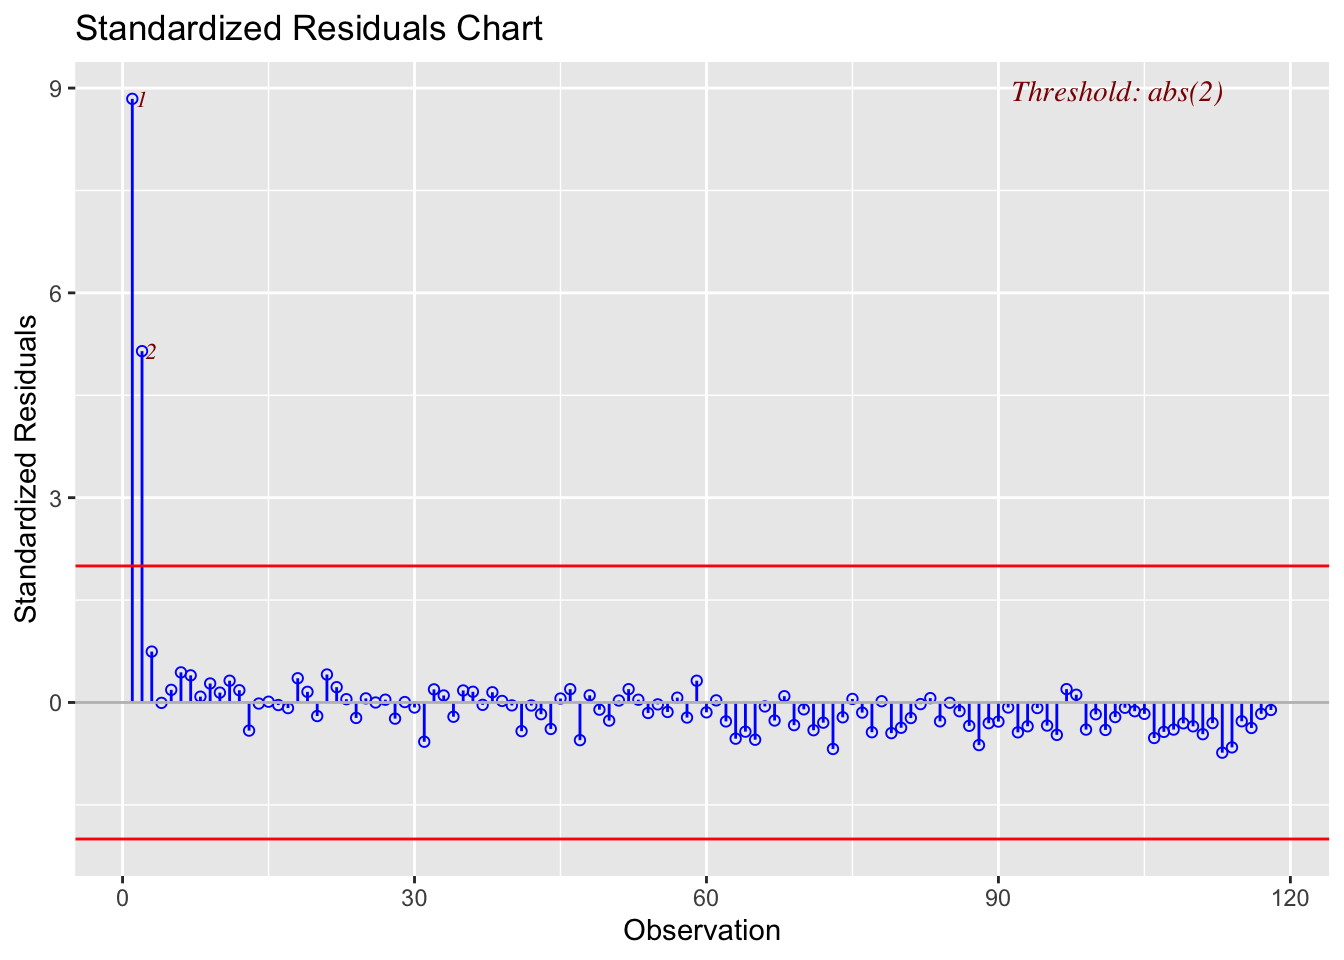 Standardized Residuals Chart
Threshold: abs(2)
9
1
6
2
3
0
Standardized Residuals
0
30
60
90
120
Observation